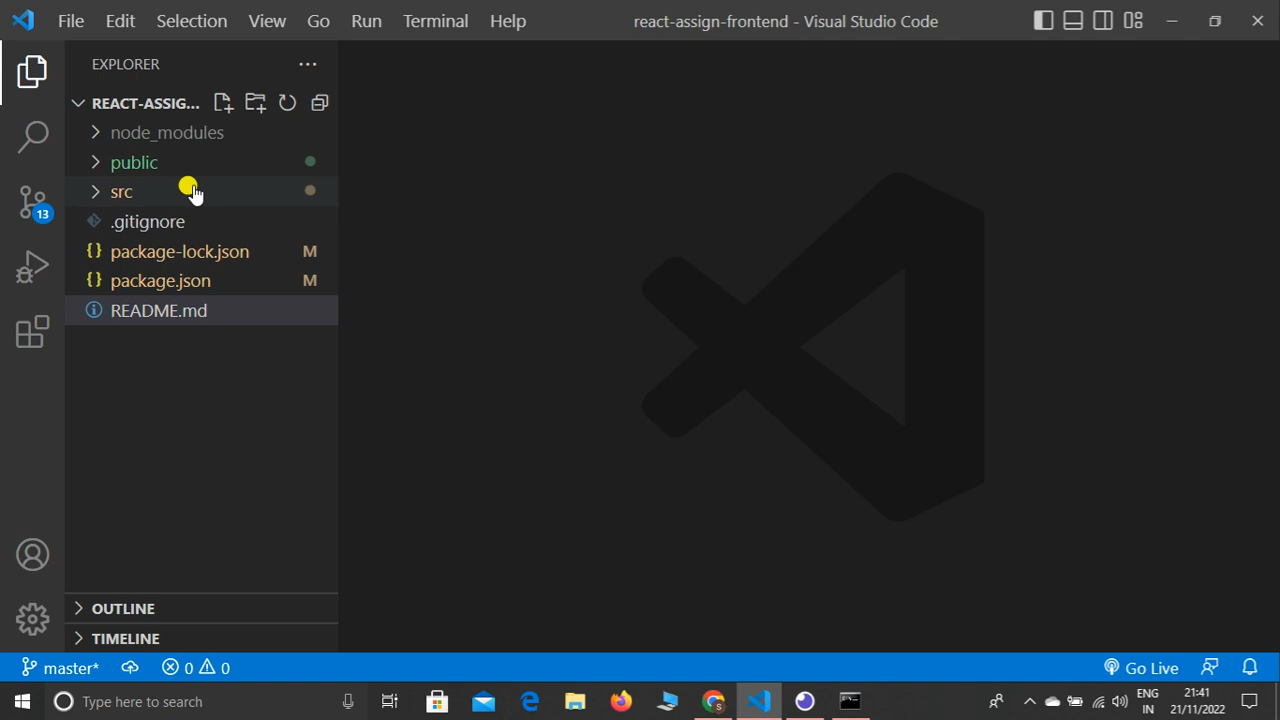 File Edit Selection View Go Run Terminal Help react-assign-frontend - Visual Studio Code
EXPLORER
REACT-ASSIG...
node_modules
public
src
.gitignore
{} package-lock.json M
{} package.json M
README.md
13
OUTLINE
TIMELINE
master* 0 0 Go Live
Type here to search
ENG
IN
21:41
21/11/2022